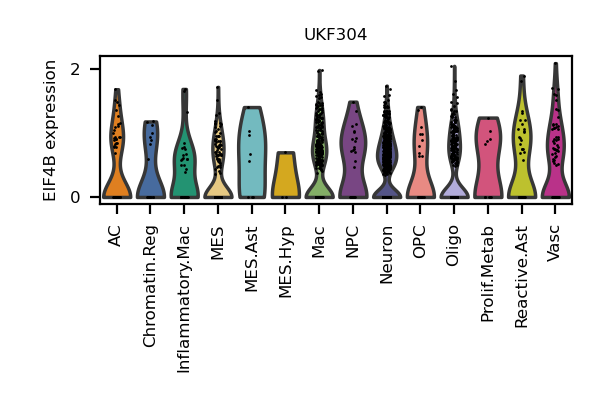 UKF304
EIF4B expression
2
0
AC
Chromatin.Reg
Inflammatory.Mac
MES
MES.Ast
MES.Hyp
Mac
NPC
Neuron
OPC
Oligo
Prolif.Metab
Reactive.Ast
Vasc